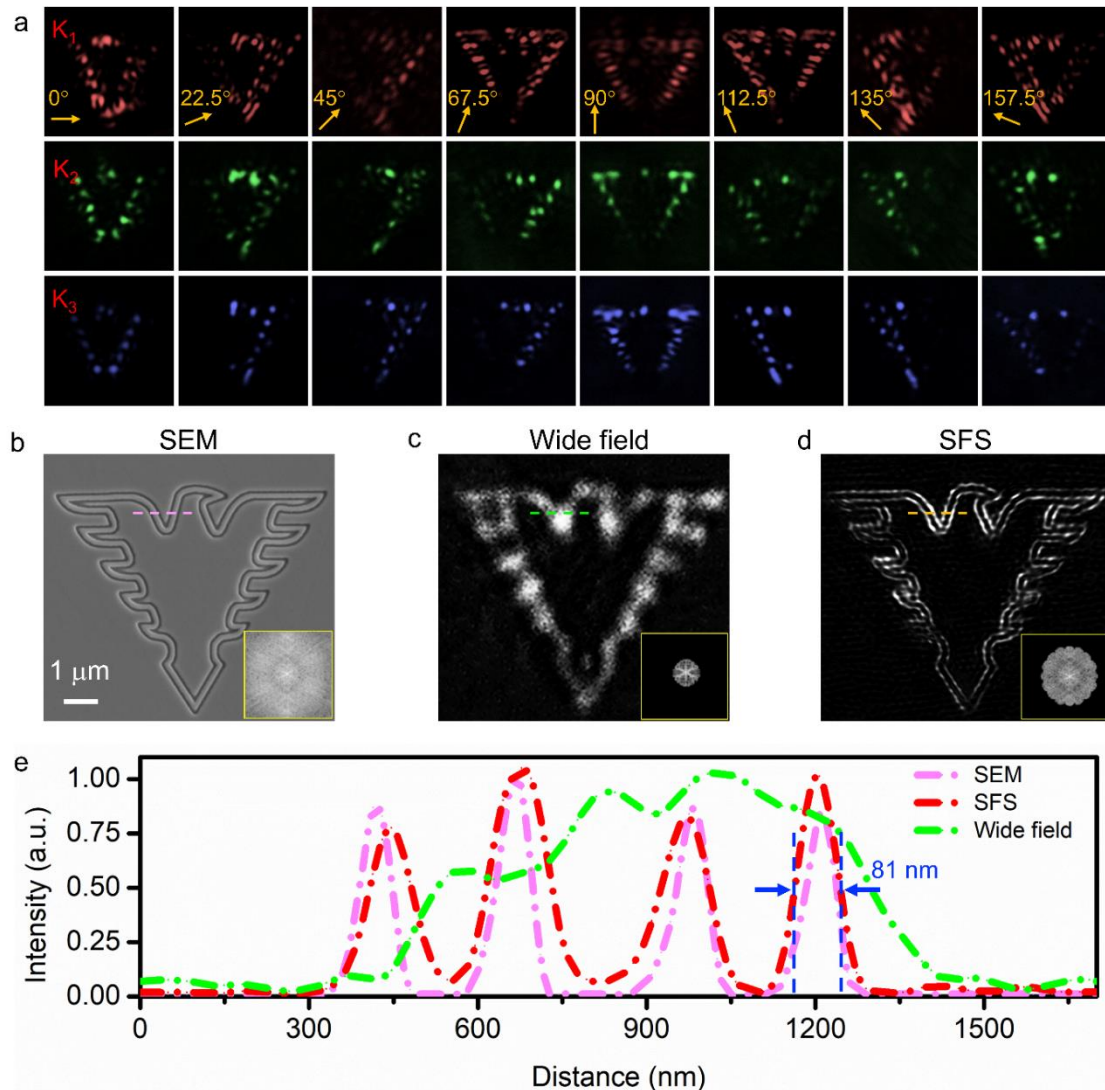 a
K1
0° 22.5° 45° 67.5° 90° 112.5° 135° 157.5°
K2
K3
b SEM c Wide field d SFS
1 μm
e
1.00
0.75
0.50
0.25
0.00
Intensity (a.u.)
SEM
SFS
Wide field
81 nm
0 300 600 900 1200 1500
Distance (nm)